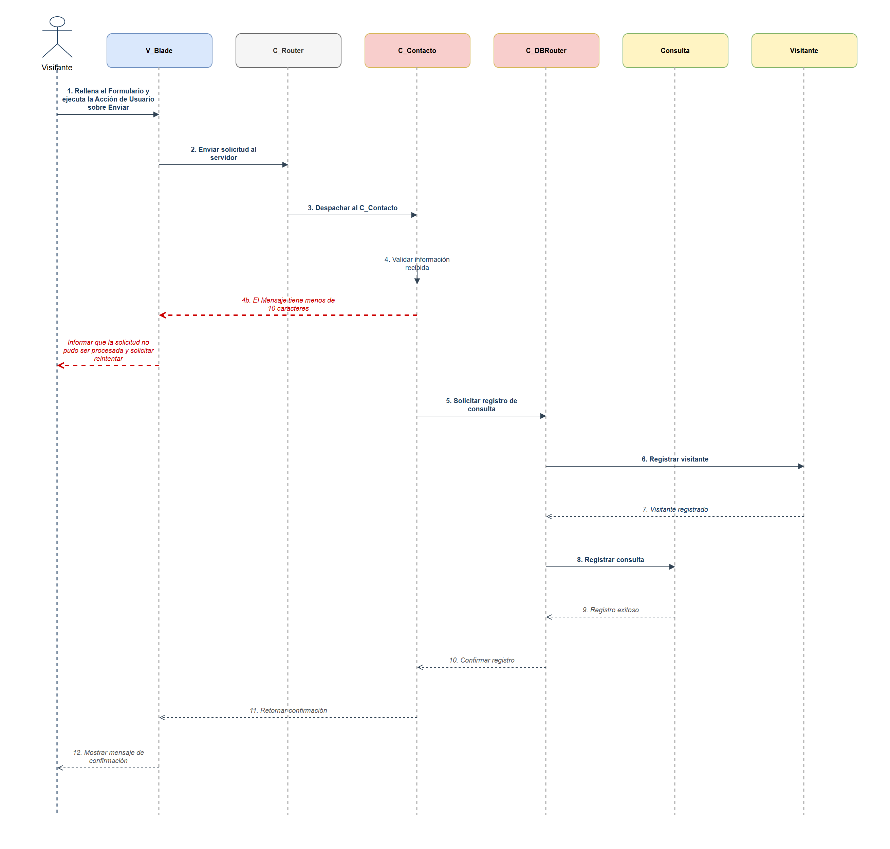 Visitante
V_Blade
C_Router
C_Contacto
C_DBRouter
Consulta
Visitante
1. Rellena el Formulario y
ejecuta la Acción de Usuario
sobre Enviar
2. Enviar solicitud al
servidor
3. Despachar al C_Contacto
4. Validar información
recibida
4b. El Mensaje tiene menos de
10 caracteres
Informar que la solicitud no
pudo ser procesada y solicitar
reintentar
5. Solicitar registro de
consulta
6. Registrar visitante
7. Visitante registrado
8. Registrar consulta
9. Registro exitoso
10. Confirmar registro
11. Retornar confirmación
12. Mostrar mensaje de
confirmación